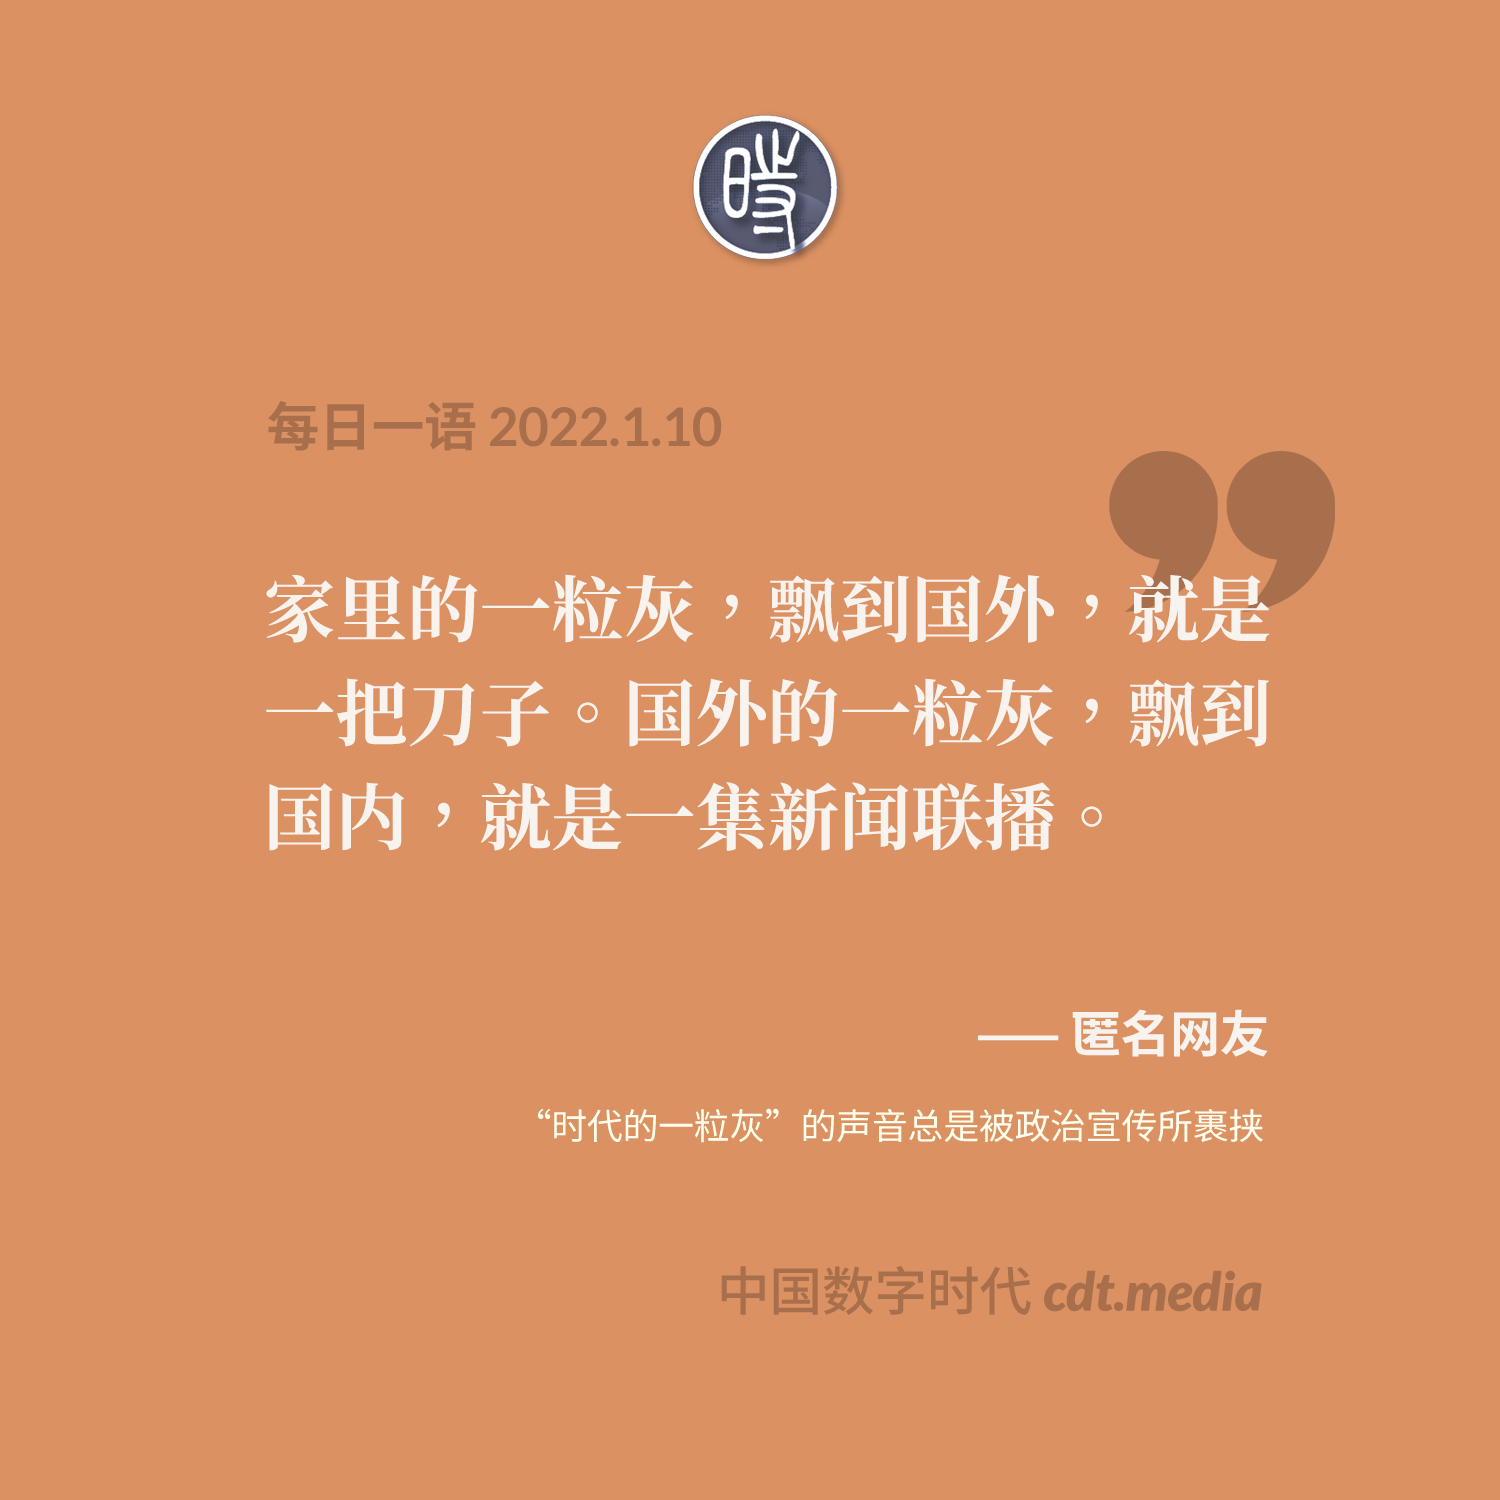 時
每日一语 2022.1.10
家里的一粒灰，飘到国外，就是
一把刀子。国外的一粒灰，飘到
国内，就是一集新闻联播。
—— 匿名网友
“时代的一粒灰”的声音总是被政治宣传所裹挟
中国数字时代 cdt.media